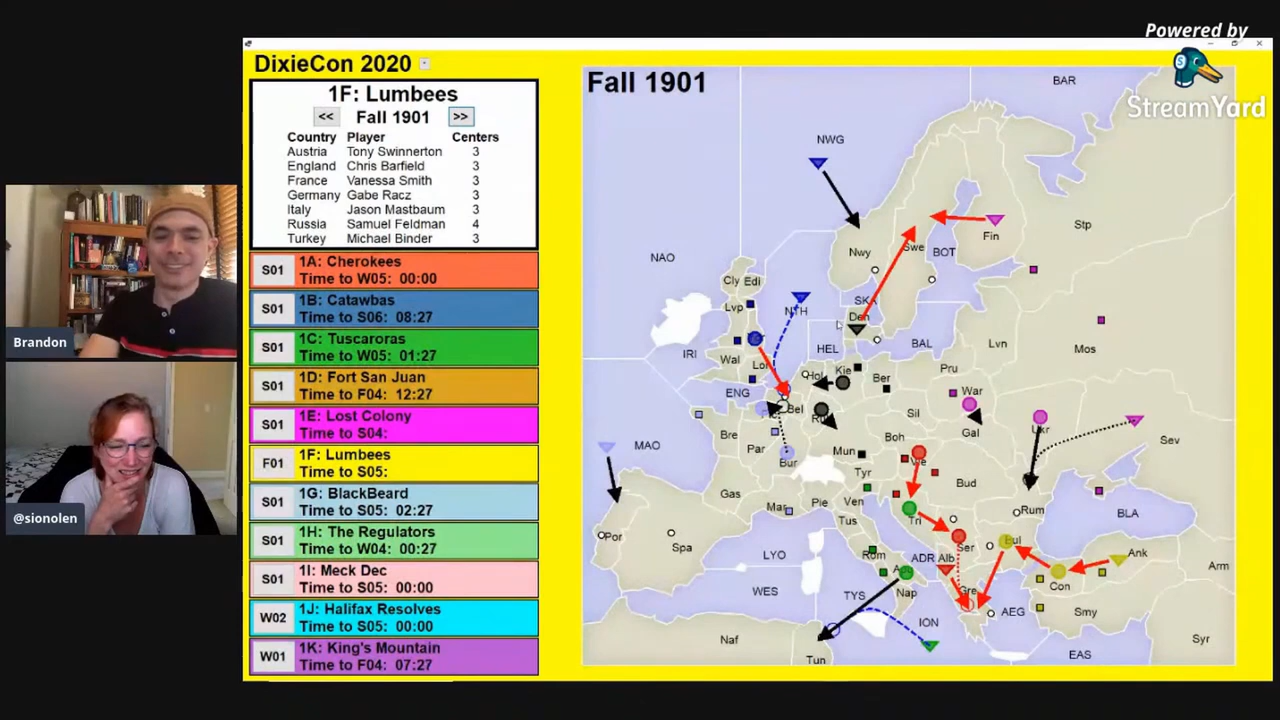 Powered by
StreamYard
DixieCon 2020
1F: Lumbees
<< Fall 1901 >>
Country Player Centers
Austria Tony Swinnerton 3
England Chris Barfield 3
France Vanessa Smith 3
Germany Gabe Racz 3
Italy Jason Mastbaum 3
Russia Samuel Feldman 4
Turkey Michael Binder 3
S01 1A: Cherokees
Time to W05: 00:00
S01 1B: Catawbas
Time to S06: 08:27
S01 1C: Tuscaroras
Time to W05: 01:27
S01 1D: Fort San Juan
Time to F04: 12:27
S01 1E: Lost Colony
Time to S04:
F01 1F: Lumbees
Time to S05:
S01 1G: BlackBeard
Time to S05: 02:27
S01 1H: The Regulators
Time to W04: 00:27
S01 1I: Meck Dec
Time to S05: 00:00
W02 1J: Halifax Resolves
Time to S05: 00:00
W01 1K: King's Mountain
Time to F04: 07:27
Brandon
@sionolen
Fall 1901
BAR
NWG
Stp
Fin
Nwy
Swe
BOT
NAO
Cly Edi
SKA
NTH
Lvp
Den
IRI
HEL
BAL
Lvn
Mos
Wal
Lon
Hol Kie
Ber
Pru
War
ENG
Bel
Sil
Gal
Ukr
Sev
MAO
Bre
Par
Bur
Mun
Boh
Tyr
Vie
Bud
Gas
Mar
Pie
Ven
Tus
Tri
Rum
BLA
Por
Spa
LYO
Rom
ADR
Alb
Ser
Bul
Ank
Arm
WES
TYS
Nap
Gre
AEG
Con
Smy
Naf
ION
Syr
Tun
EAS